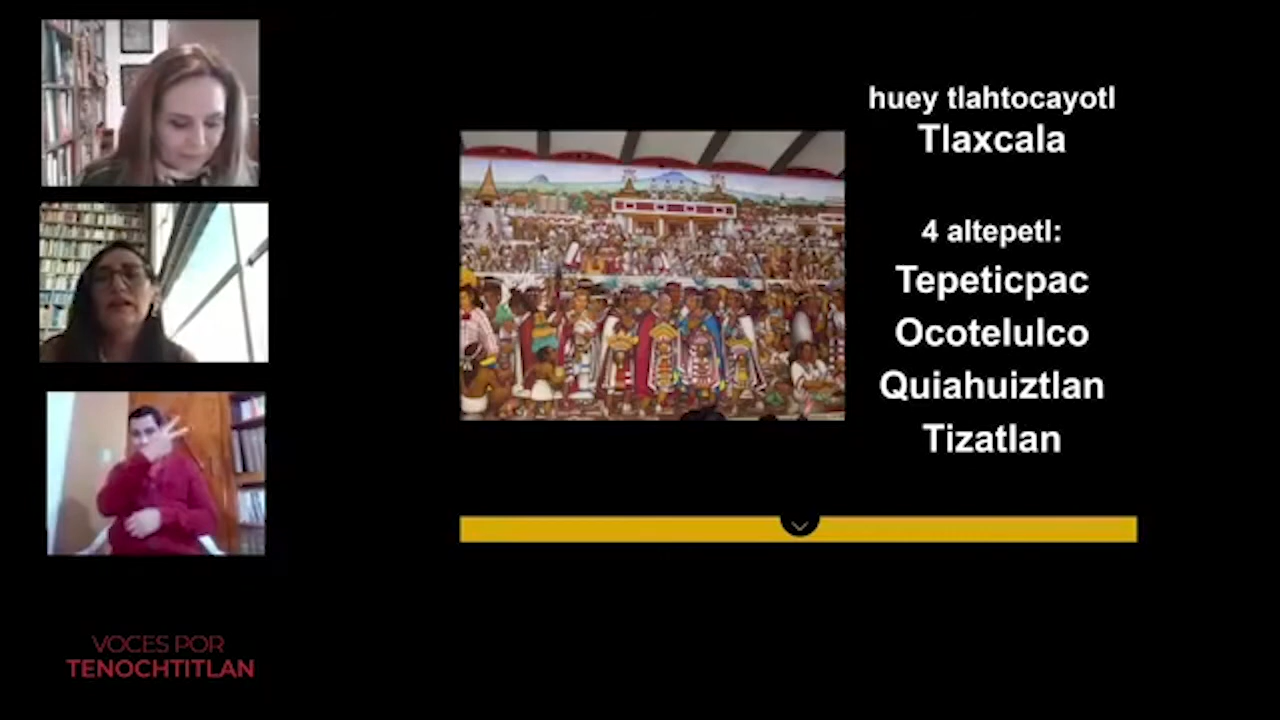 huey tlahtocayotl
Tlaxcala
4 altepetl:
Tepeticpac
Ocotelulco
Quiahuiztlan
Tizatlan
VOCES POR
TENOCHTITLAN